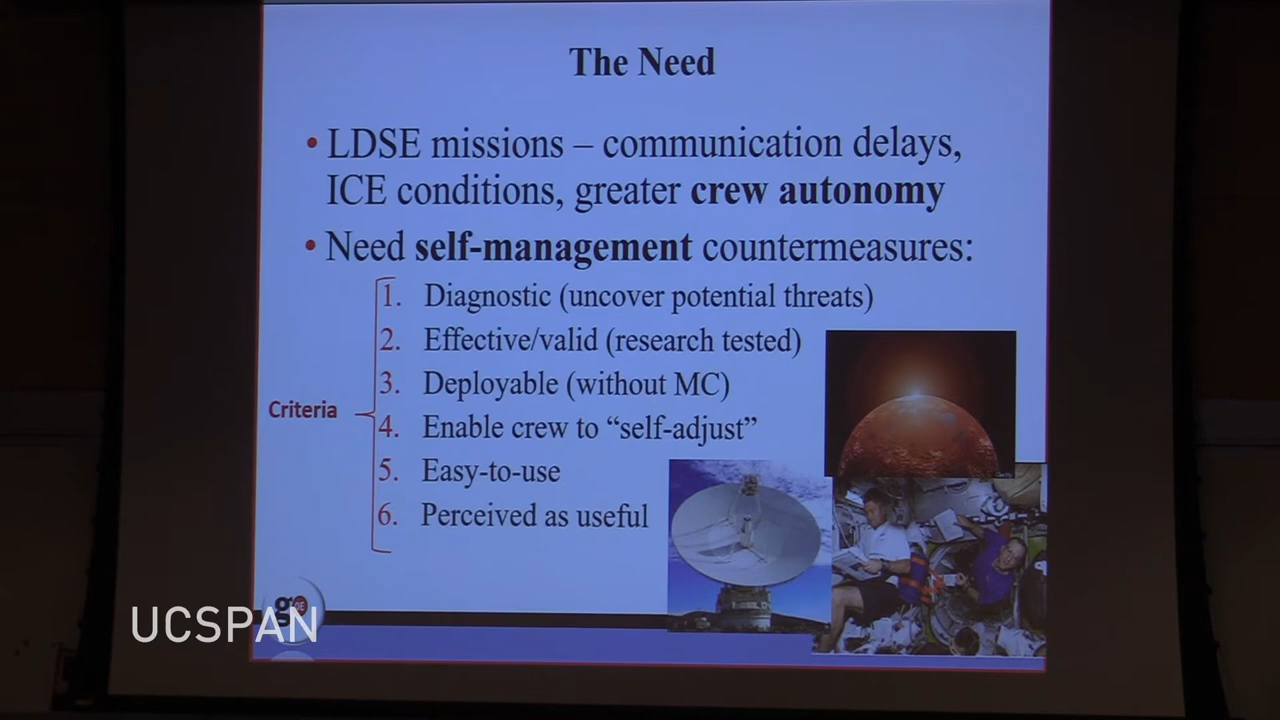 The Need
• LDSE missions – communication delays,
ICE conditions, greater crew autonomy
• Need self-management countermeasures:
Criteria
1. Diagnostic (uncover potential threats)
2. Effective/valid (research tested)
3. Deployable (without MC)
4. Enable crew to “self-adjust”
5. Easy-to-use
6. Perceived as useful
UCSPAN